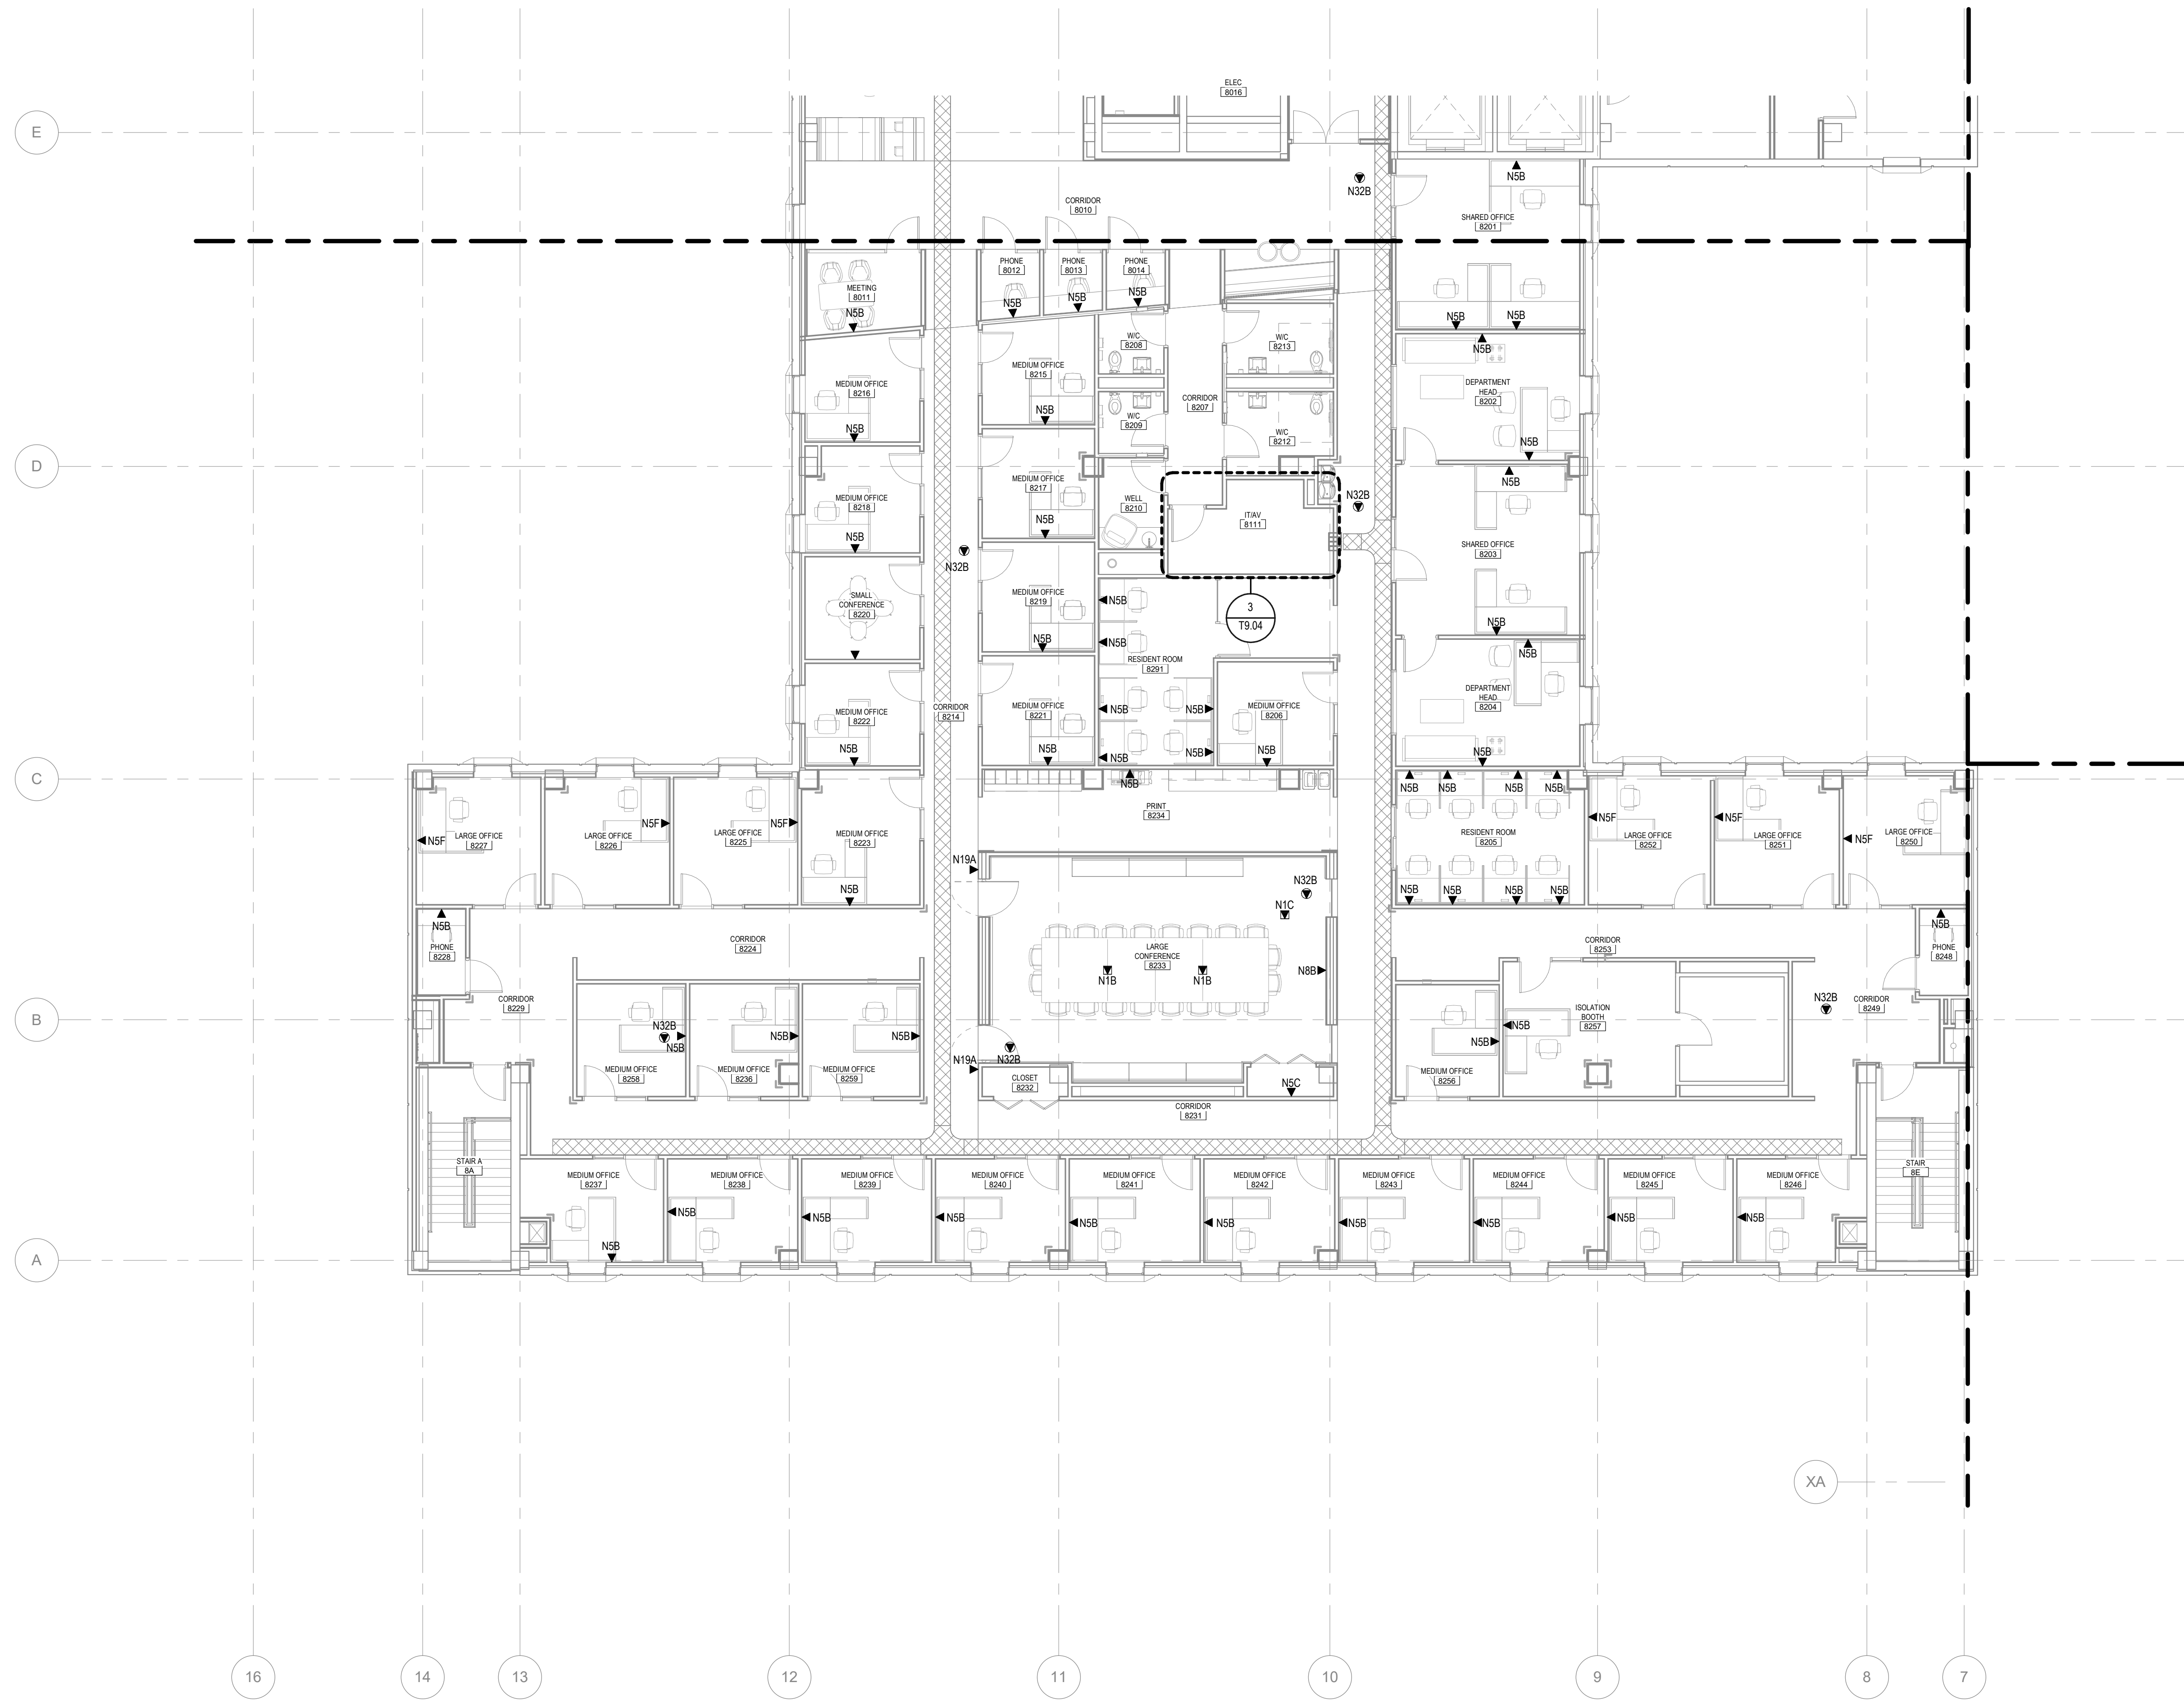 ELEC
8016
E
N32B
N5B
CORRIDOR
8010
SHARED OFFICE
8201
PHONE
8012
PHONE
8013
PHONE
8014
MEETING
8011
N5B
N5B
N5B
N5B
N5B
N5B
W/C
8208
W/C
8213
N5B
MEDIUM OFFICE
8215
MEDIUM OFFICE
8216
DEPARTMENT
HEAD
8202
CORRIDOR
8207
N5B
N5B
W/C
8209
W/C
8212
N5B
D
MEDIUM OFFICE
8217
MEDIUM OFFICE
8218
WELL
8210
N32B
N5B
IT/AV
8111
N5B
N5B
SHARED OFFICE
8203
N32B
MEDIUM OFFICE
8219
SMALL
CONFERENCE
8220
N5B
3
T9.04
N5B
N5B
N5B
N5B
RESIDENT ROOM
8291
DEPARTMENT
HEAD
8204
MEDIUM OFFICE
8222
CORRIDOR
8214
MEDIUM OFFICE
8221
N5B
N5B
MEDIUM OFFICE
8206
N5B
N5B
N5B
N5B
N5B
N5B
C
N5B
N5B
N5B
N5B
N5B
PRINT
8234
N5F
LARGE OFFICE
8227
LARGE OFFICE
8226
N5F
LARGE OFFICE
8225
N5F
MEDIUM OFFICE
8223
RESIDENT ROOM
8205
N5F
LARGE OFFICE
8252
N5F
LARGE OFFICE
8251
N5F
LARGE OFFICE
8250
N19A
N5B
N32B
N5B
N5B
N5B
N5B
N1C
N5B
PHONE
8228
CORRIDOR
8224
LARGE
CONFERENCE
8233
CORRIDOR
8253
N5B
PHONE
8248
N1B
N1B
N8B
CORRIDOR
8229
B
ISOLATION
BOOTH
8257
N32B
CORRIDOR
8249
N32B
N5B
N5B
N5B
N5B
N5B
N19A
N32B
MEDIUM OFFICE
8258
MEDIUM OFFICE
8236
MEDIUM OFFICE
8259
CLOSET
8232
N5C
MEDIUM OFFICE
8256
CORRIDOR
8231
STAIR A
8A
STAIR
8E
MEDIUM OFFICE
8237
MEDIUM OFFICE
8238
MEDIUM OFFICE
8239
MEDIUM OFFICE
8240
MEDIUM OFFICE
8241
MEDIUM OFFICE
8242
MEDIUM OFFICE
8243
MEDIUM OFFICE
8244
MEDIUM OFFICE
8245
MEDIUM OFFICE
8246
N5B
N5B
N5B
N5B
N5B
N5B
N5B
N5B
N5B
N5B
A
XA
16
14
13
12
11
10
9
8
7